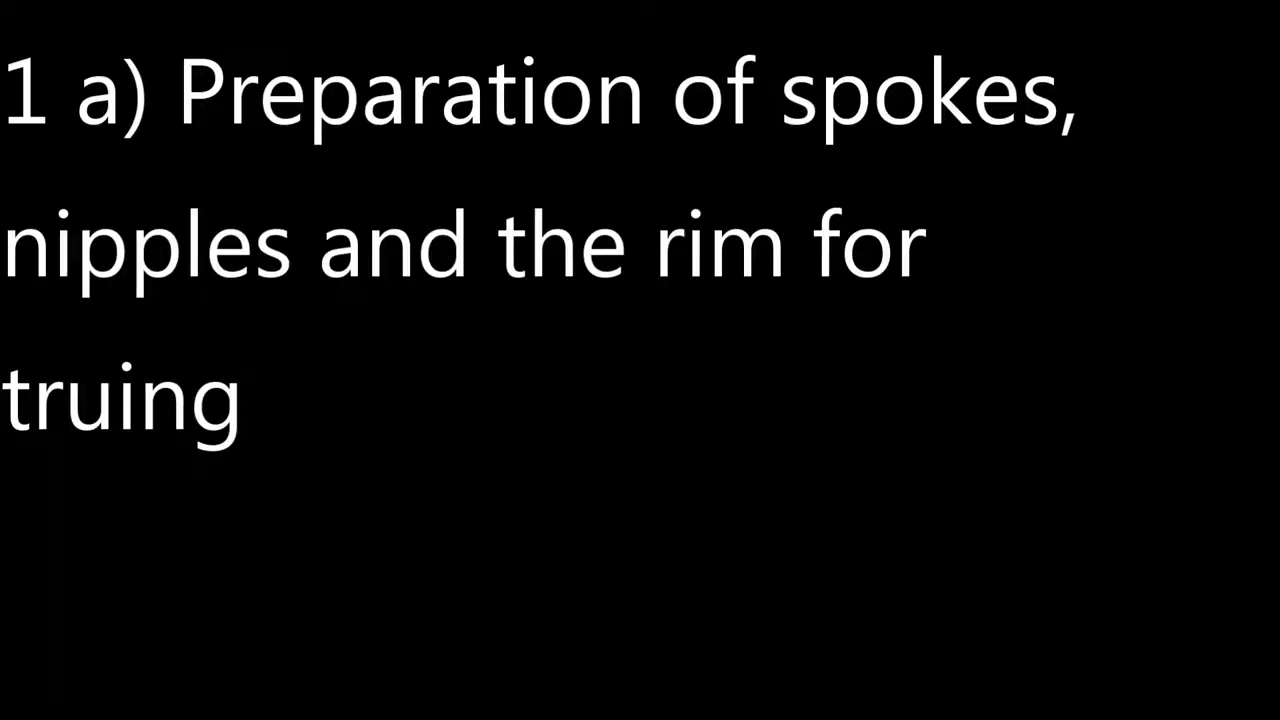 1 a) Preparation of spokes,
nipples and the rim for
truing